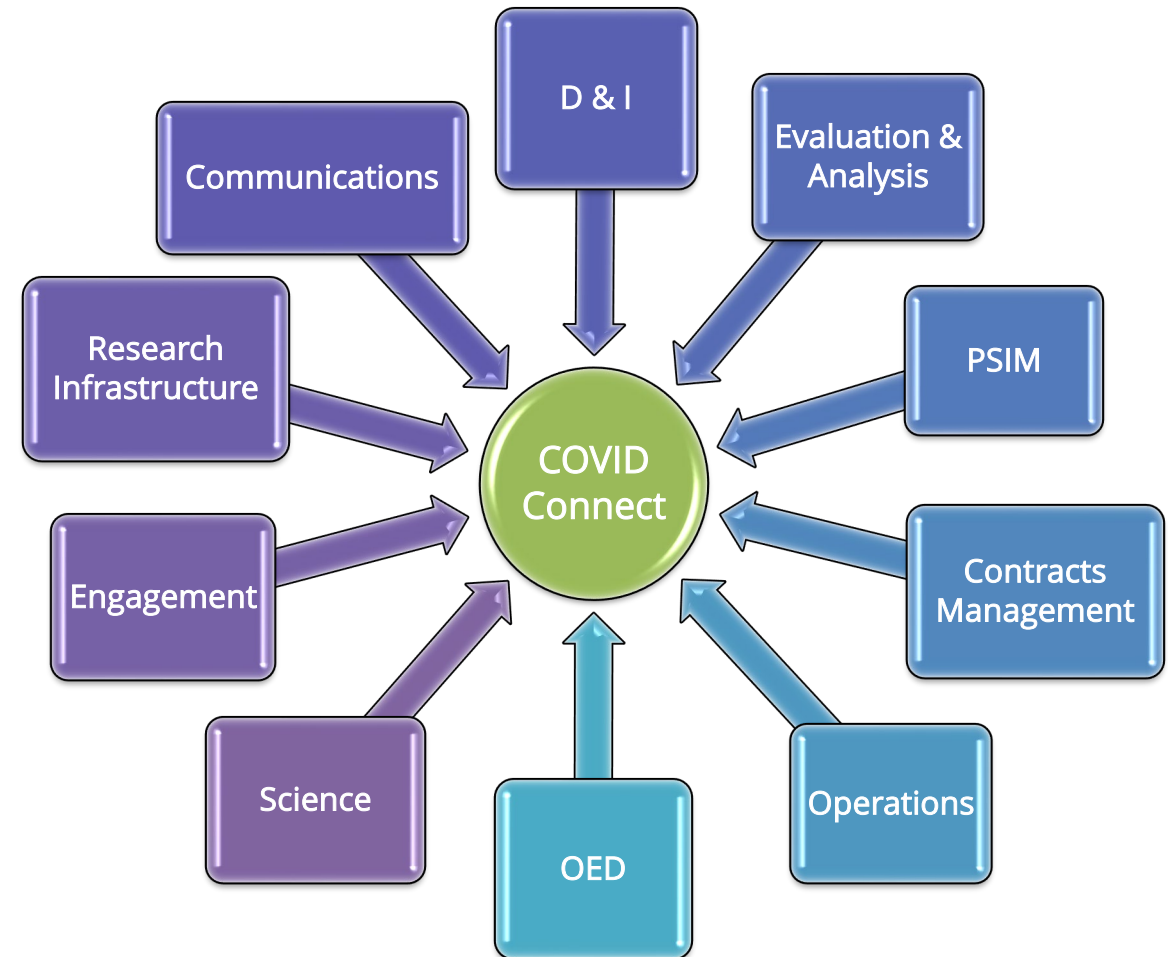 D & I
Evaluation &
Analysis
Communications
Research
Infrastructure
PSIM
COVID
Connect
Engagement
Contracts
Management
Science
Operations
OED